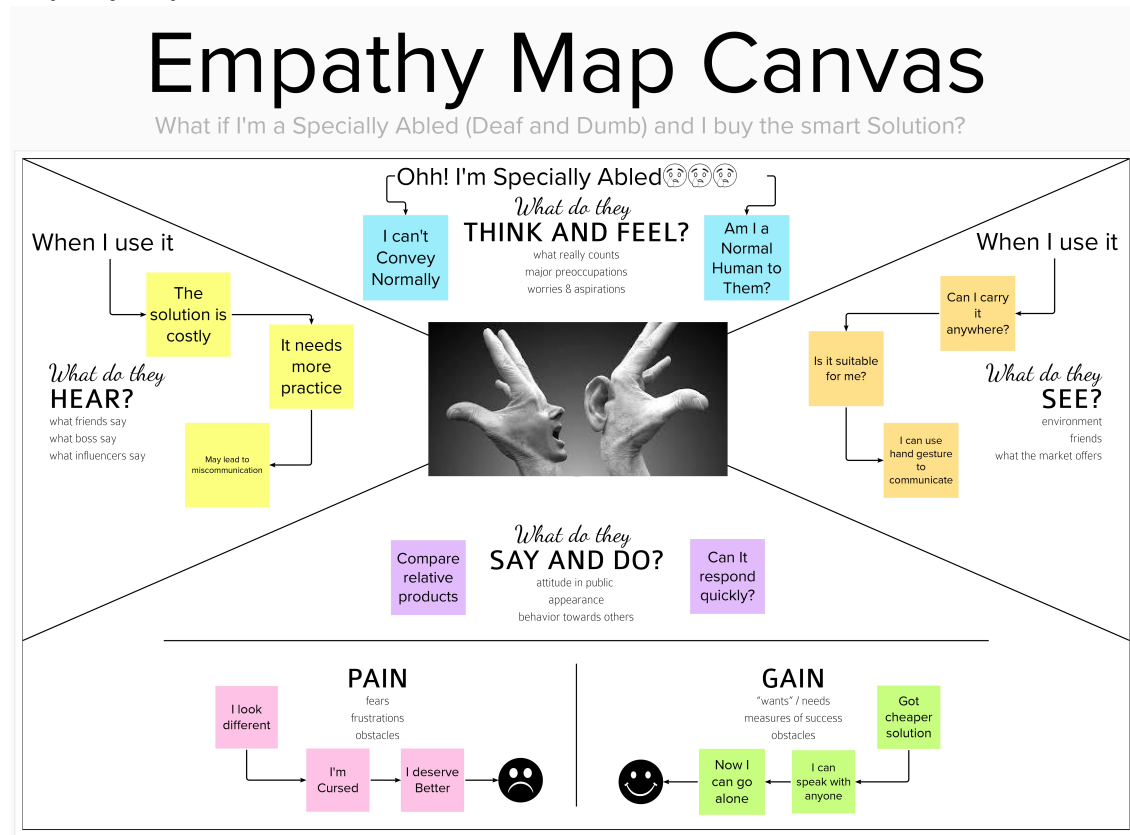 Empathy Map Canvas
What if I'm a Specially Abled (Deaf and Dumb) and I buy the smart Solution?
Ohh! I'm Specially Abled
What do they
THINK AND FEEL?
what really counts
major preoccupations
worries & aspirations
I can't
Convey
Normally
Am I a
Normal
Human to
Them?
When I use it
The
solution is
costly
It needs
more
practice
What do they
HEAR?
what friends say
what boss say
what influencers say
May lead to
miscommunication
When I use it
Can I carry
it
anywhere?
Is it suitable
for me?
What do they
SEE?
environment
friends
what the market offers
I can use
hand gesture
to
communicate
What do they
SAY AND DO?
attitude in public
appearance
behavior towards others
Compare
relative
products
Can It
respond
quickly?
PAIN
fears
frustrations
obstacles
I look
different
I'm
Cursed
I deserve
Better
GAIN
"wants" / needs
measures of success
obstacles
Got
cheaper
solution
I can
speak with
anyone
Now I
can go
alone